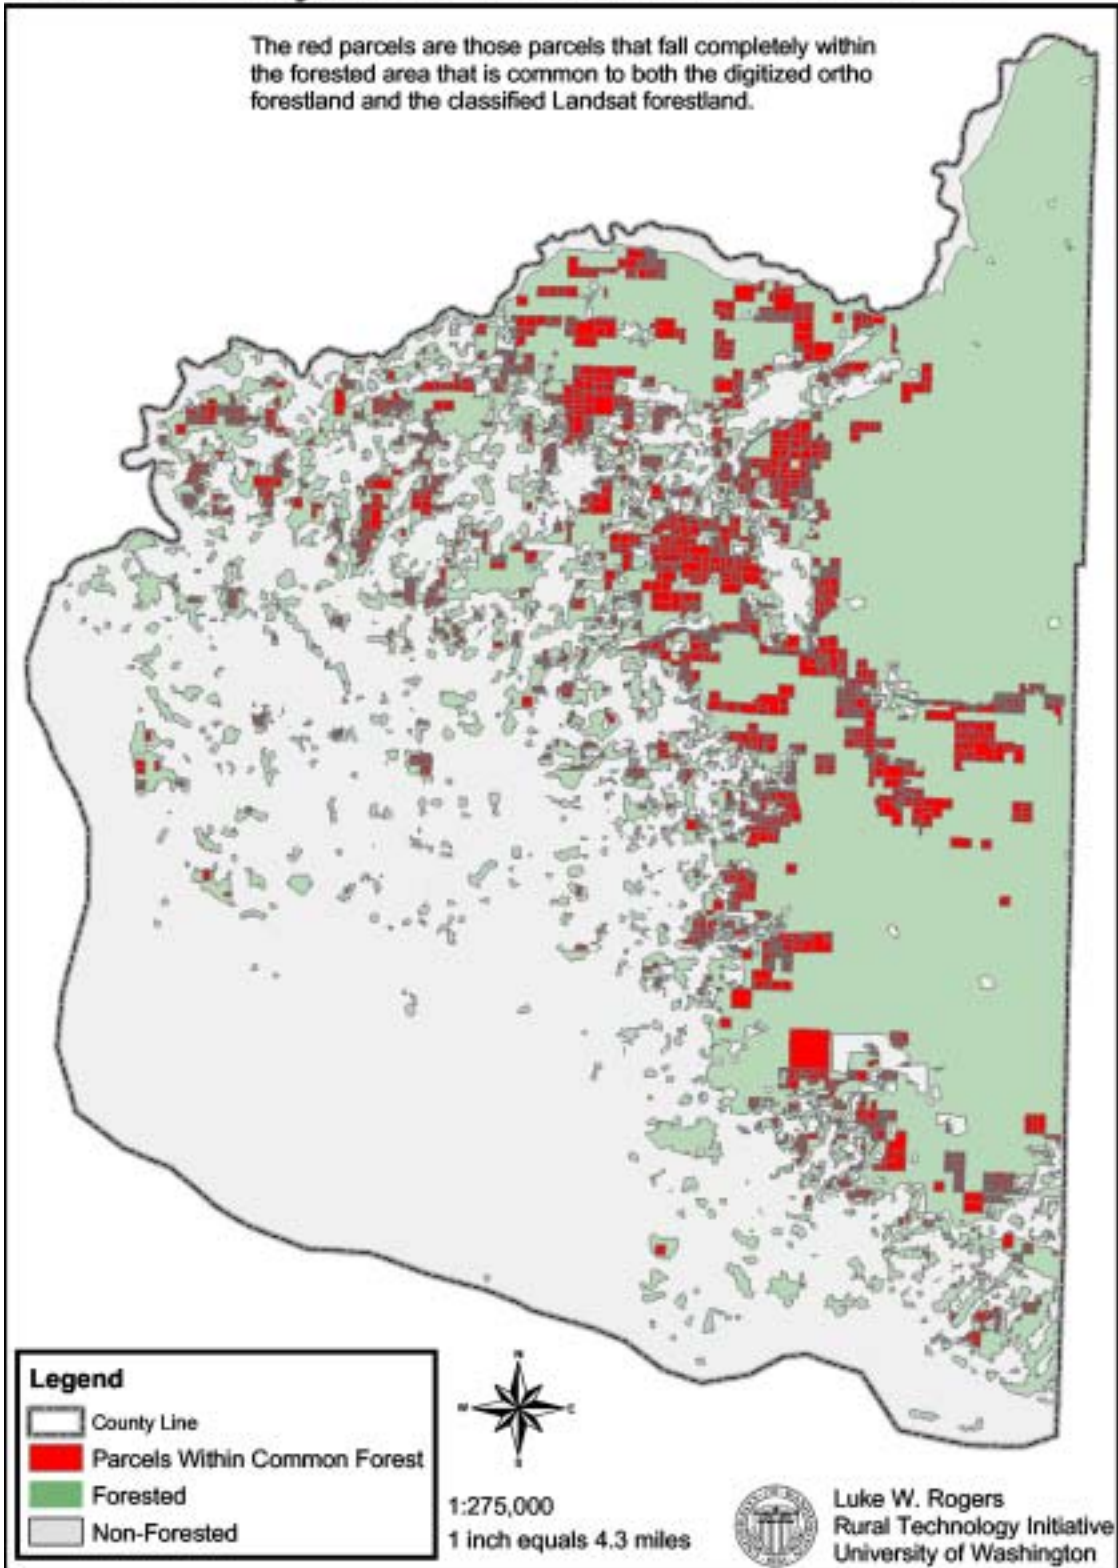 The red parcels are those parcels that fall completely within
the forested area that is common to both the digitized ortho
forestland and the classified Landsat forestland.
Legend
County Line
Parcels Within Common Forest
Forested
Non-Forested
N
W
E
S
1:275,000
1 inch equals 4.3 miles
Luke W. Rogers
Rural Technology Initiative
University of Washington